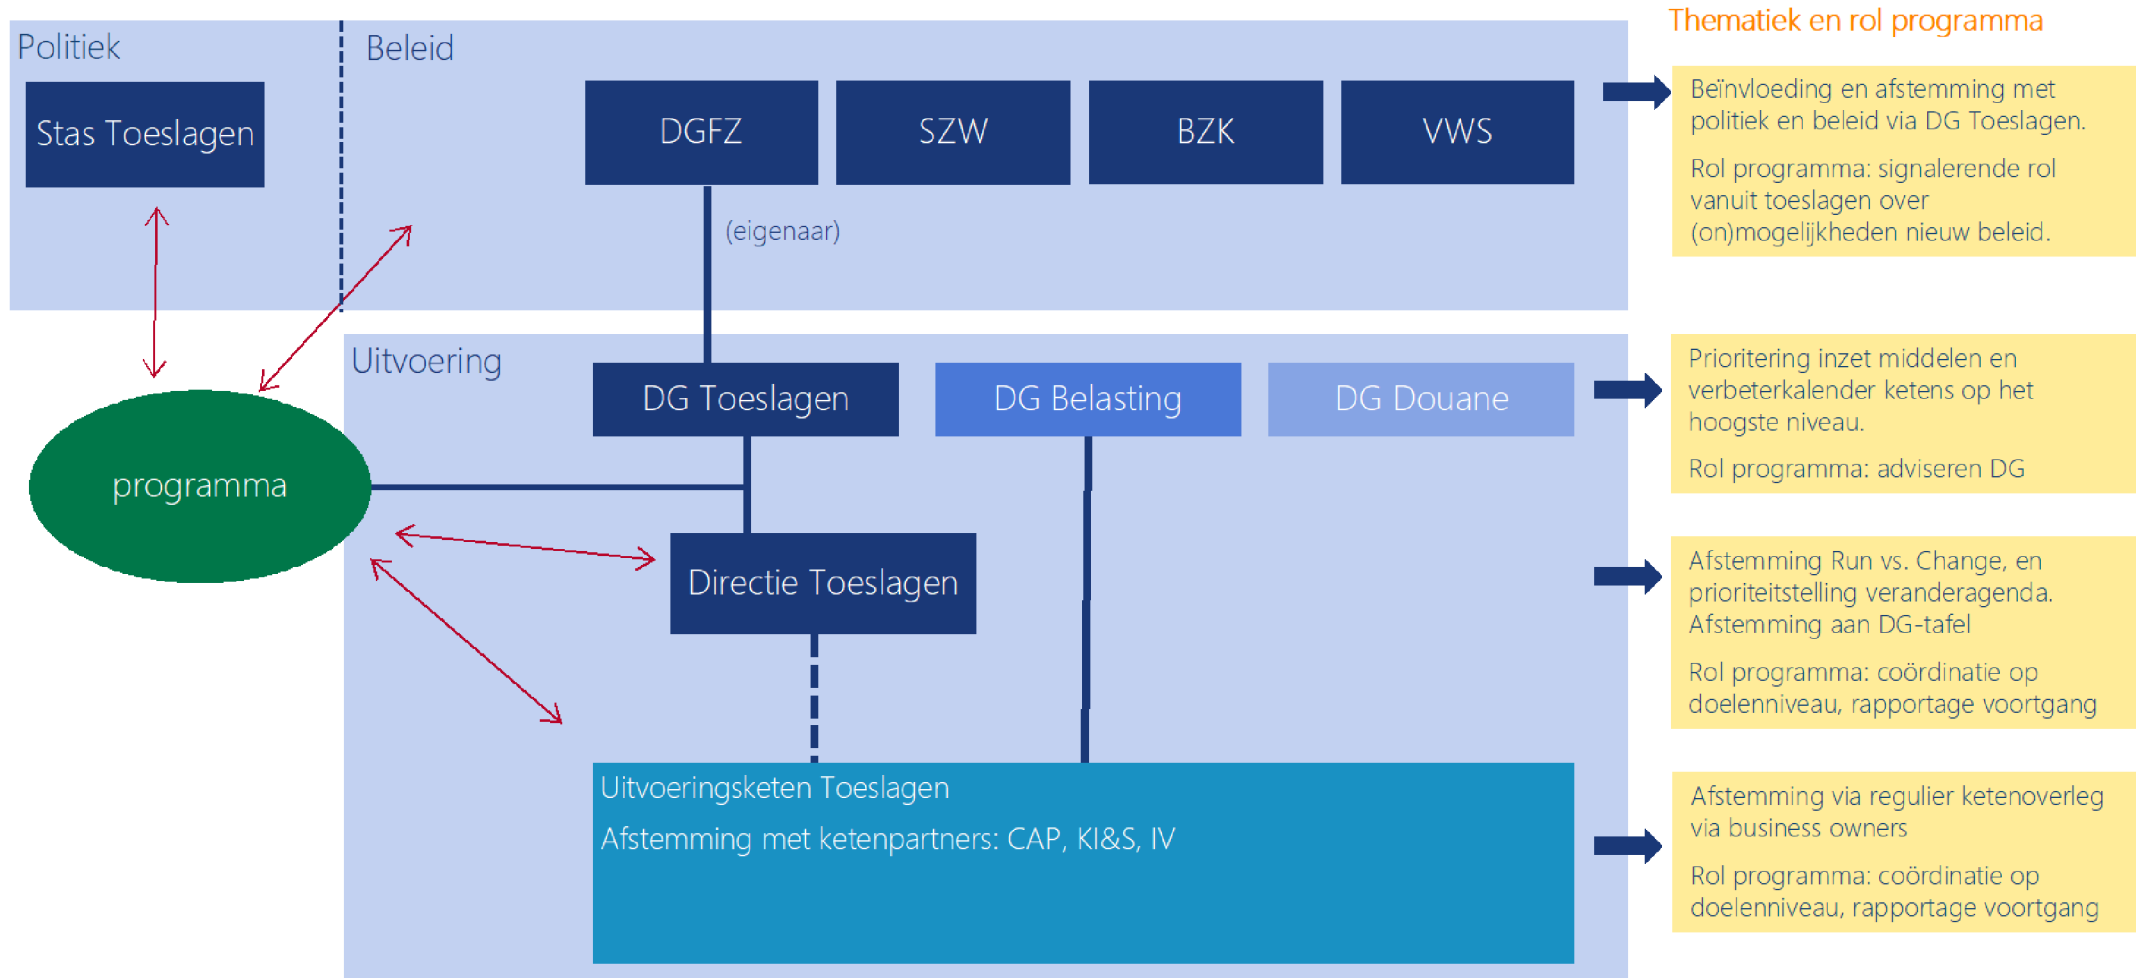 Politiek
Stas Toeslagen
Beleid
DGFZ
SZW
BZK
VWS
(eigenaar)
Uitvoering
DG Toeslagen
DG Belasting
DG Douane
programma
Directie Toeslagen
Uitvoeringsketen Toeslagen
Afstemming met ketenpartners: CAP, KI&S, IV
Thematiek en rol programma
Beïnvloeding en afstemming met
politiek en beleid via DG Toeslagen.
Rol programma: signalerende rol
vanuit toeslagen over
(on)mogelijkheden nieuw beleid.
Prioritering inzet middelen en
verbeterkalender ketens op het
hoogste niveau.
Rol programma: adviseren DG
Afstemming Run vs. Change, en
prioriteitstelling veranderagenda.
Afstemming aan DG-tafel
Rol programma: coördinatie op
doelenniveau, rapportage voortgang
Afstemming via regulier ketenoverleg
via business owners
Rol programma: coördinatie op
doelenniveau, rapportage voortgang